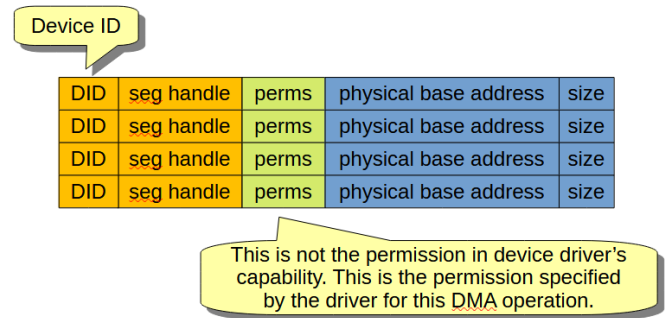 Device ID
DID seg handle perms physical base address size
DID seg handle perms physical base address size
DID seg handle perms physical base address size
DID seg handle perms physical base address size
This is not the permission in device driver’s
capability. This is the permission specified
by the driver for this DMA operation.